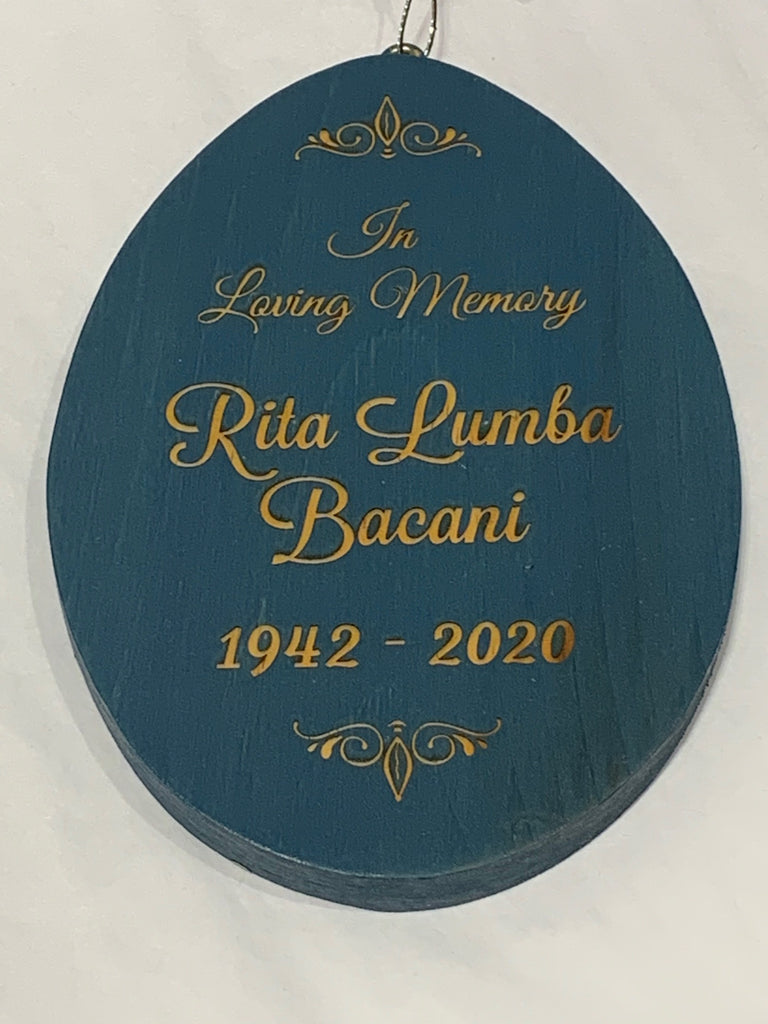 In
Loving Memory
Rita Lumba
Bacani
1942 - 2020